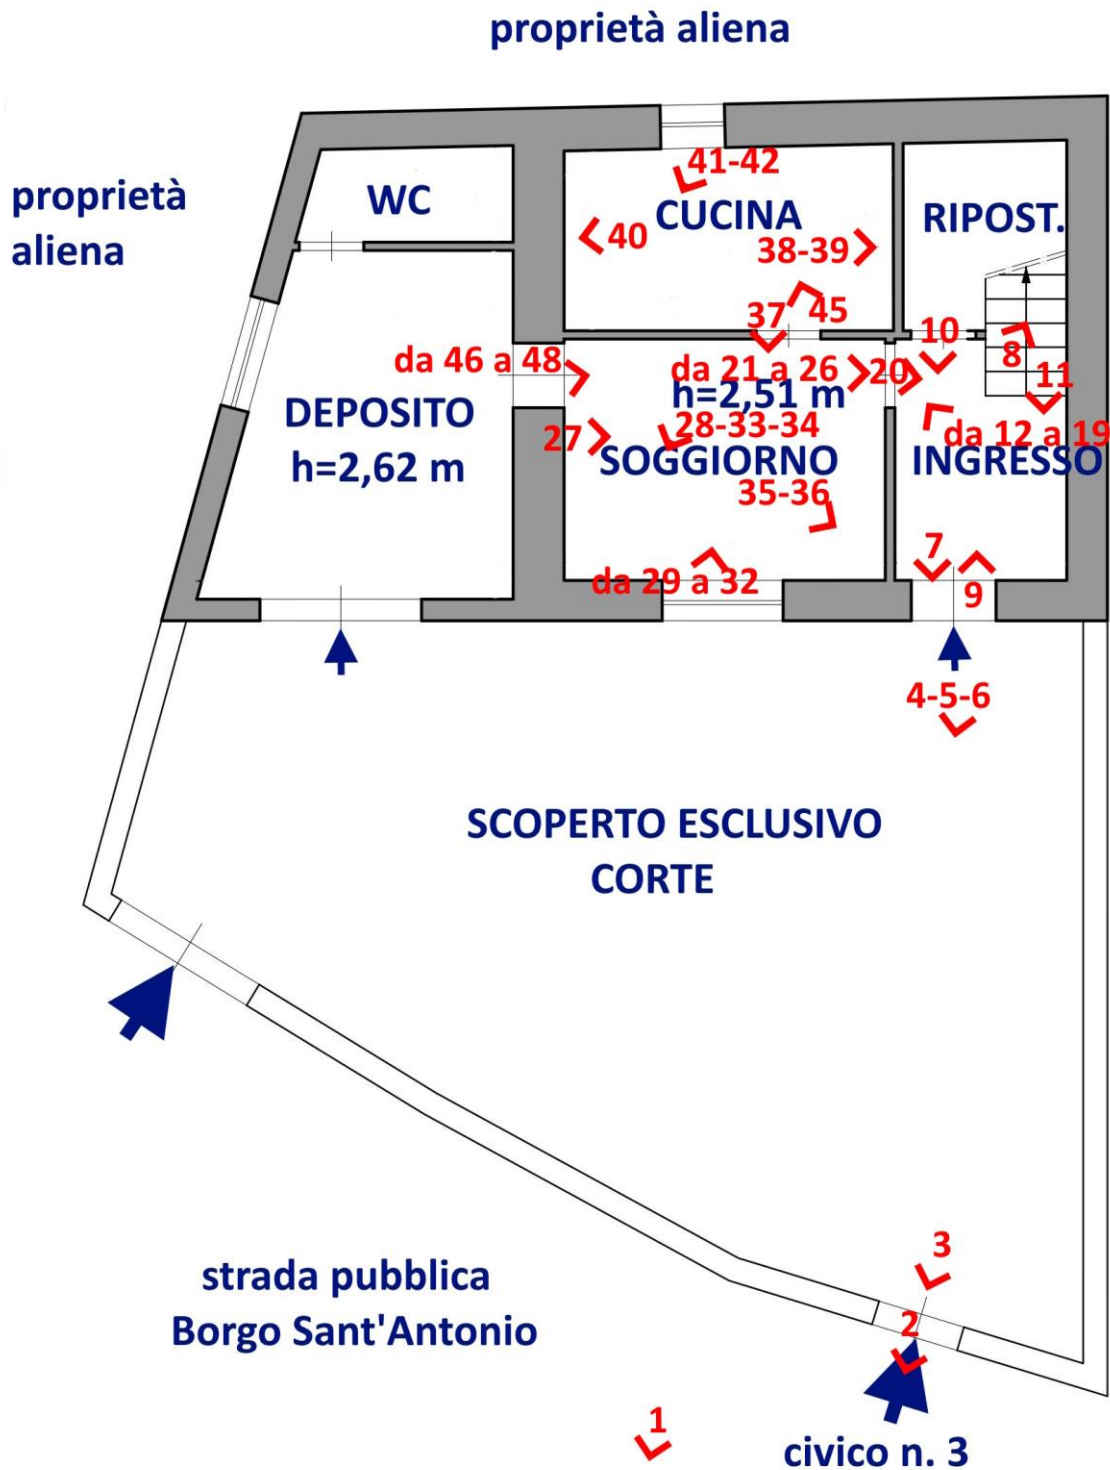 proprietà aliena
proprietà
aliena
WC
41-42
CUCINA
RIPOST.
40
38-39
45
37
10
8
da 46 a 48
da 21 a 26
20
11
h=2,51 m
DEPOSITO
27
28-33-34
da 12 a 19
h=2,62 m
SOGGIORNO
INGRESSO
35-36
7
da 29 a 32
9
4-5-6
SCOPERTO ESCLUSIVO
CORTE
3
strada pubblica
Borgo Sant'Antonio
2
1
civico n. 3